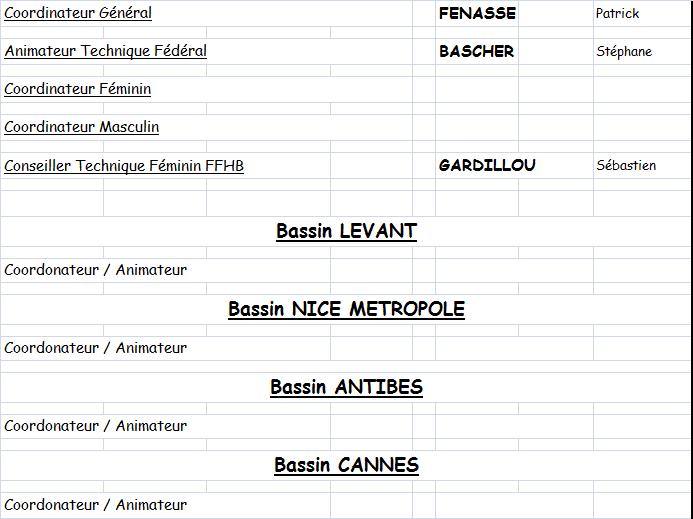 Coordinateur Général FENASSE Patrick
Animateur Technique Fédéral BASCHER Stéphane
Coordinateur Féminin
Coordinateur Masculin
Conseiller Technique Féminin FFHB GARDILLOU Sébastien
Bassin LEVANT
Coordonateur / Animateur
Bassin NICE METROPOLE
Coordonateur / Animateur
Bassin ANTIBES
Coordonateur / Animateur
Bassin CANNES
Coordonateur / Animateur